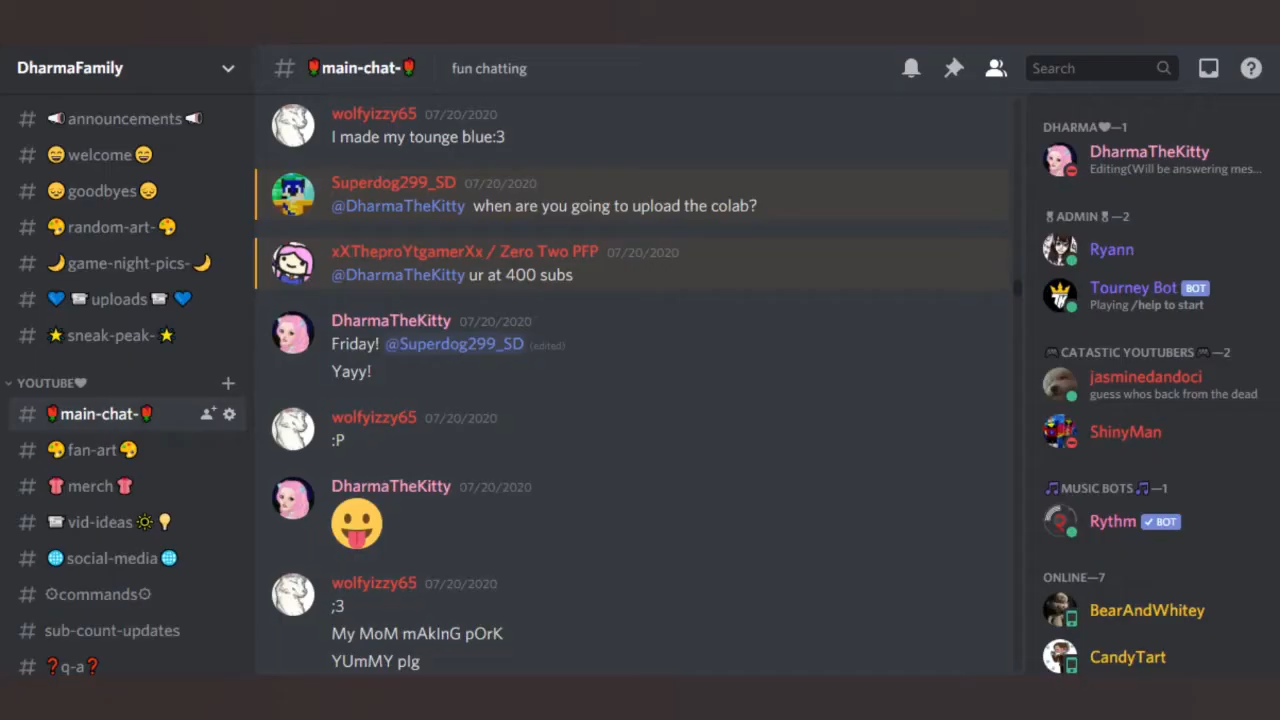 DharmaFamily
# announcements
# welcome
# goodbyes
# random-art-
# game-night-pics-
# uploads
# sneak-peak-
YOUTUBE🖤 +
# main-chat-
# fan-art
# merch
# vid-ideas
# social-media
# ⚙commands⚙
# sub-count-updates
# ❓q-a❓
# 🌹main-chat-🌹 fun chatting
Search
wolfyizzy65 07/20/2020
I made my tounge blue:3
Superdog299_SD 07/20/2020
@DharmaTheKitty when are you going to upload the colab?
xXTheproYtgamerXx / Zero Two PFP 07/20/2020
@DharmaTheKitty ur at 400 subs
DharmaTheKitty 07/20/2020
Friday! @Superdog299_SD (edited)
Yayy!
wolfyizzy65 07/20/2020
:P
DharmaTheKitty 07/20/2020
wolfyizzy65 07/20/2020
;3
My MoM mAkInG pOrK
YUmMY pIg
DHARMA🖤—1
DharmaTheKitty
Editing(Will be answering mes...
ADMIN—2
Ryann
Tourney Bot BOT
Playing /help to start
CATASTIC YOUTUBERS—2
jasminedandoci
guess whos back from the dead
ShinyMan
🎵MUSIC BOTS🎵—1
Rythm ✓ BOT
ONLINE—7
BearAndWhitey
CandyTart